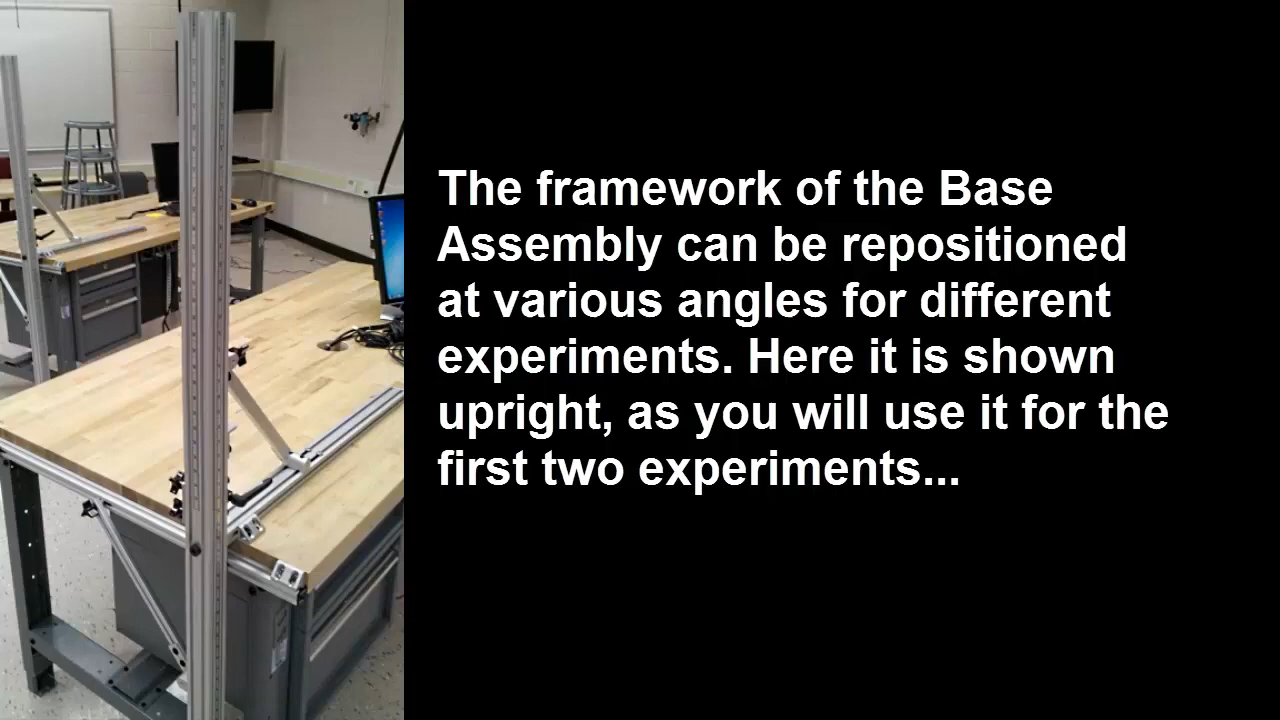 The framework of the Base
Assembly can be repositioned
at various angles for different
experiments. Here it is shown
upright, as you will use it for the
first two experiments...